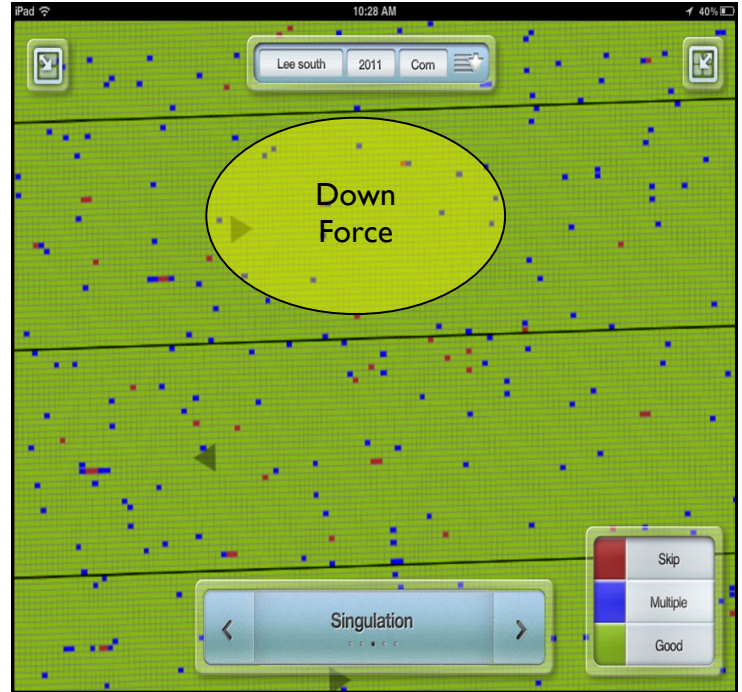 iPad 10:28 AM 40%
Lee south 2011 Corn
Down
Force
Skip
Multiple
Good
Singulation